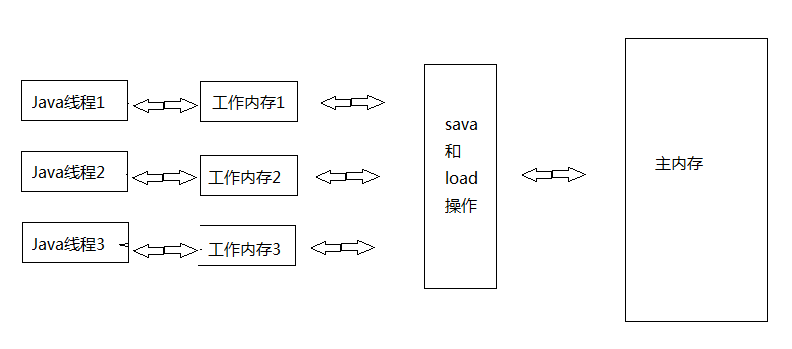 Java线程1
工作内存1
Java线程2
工作内存2
Java线程3
工作内存3
sava
和
load
操作
主内存